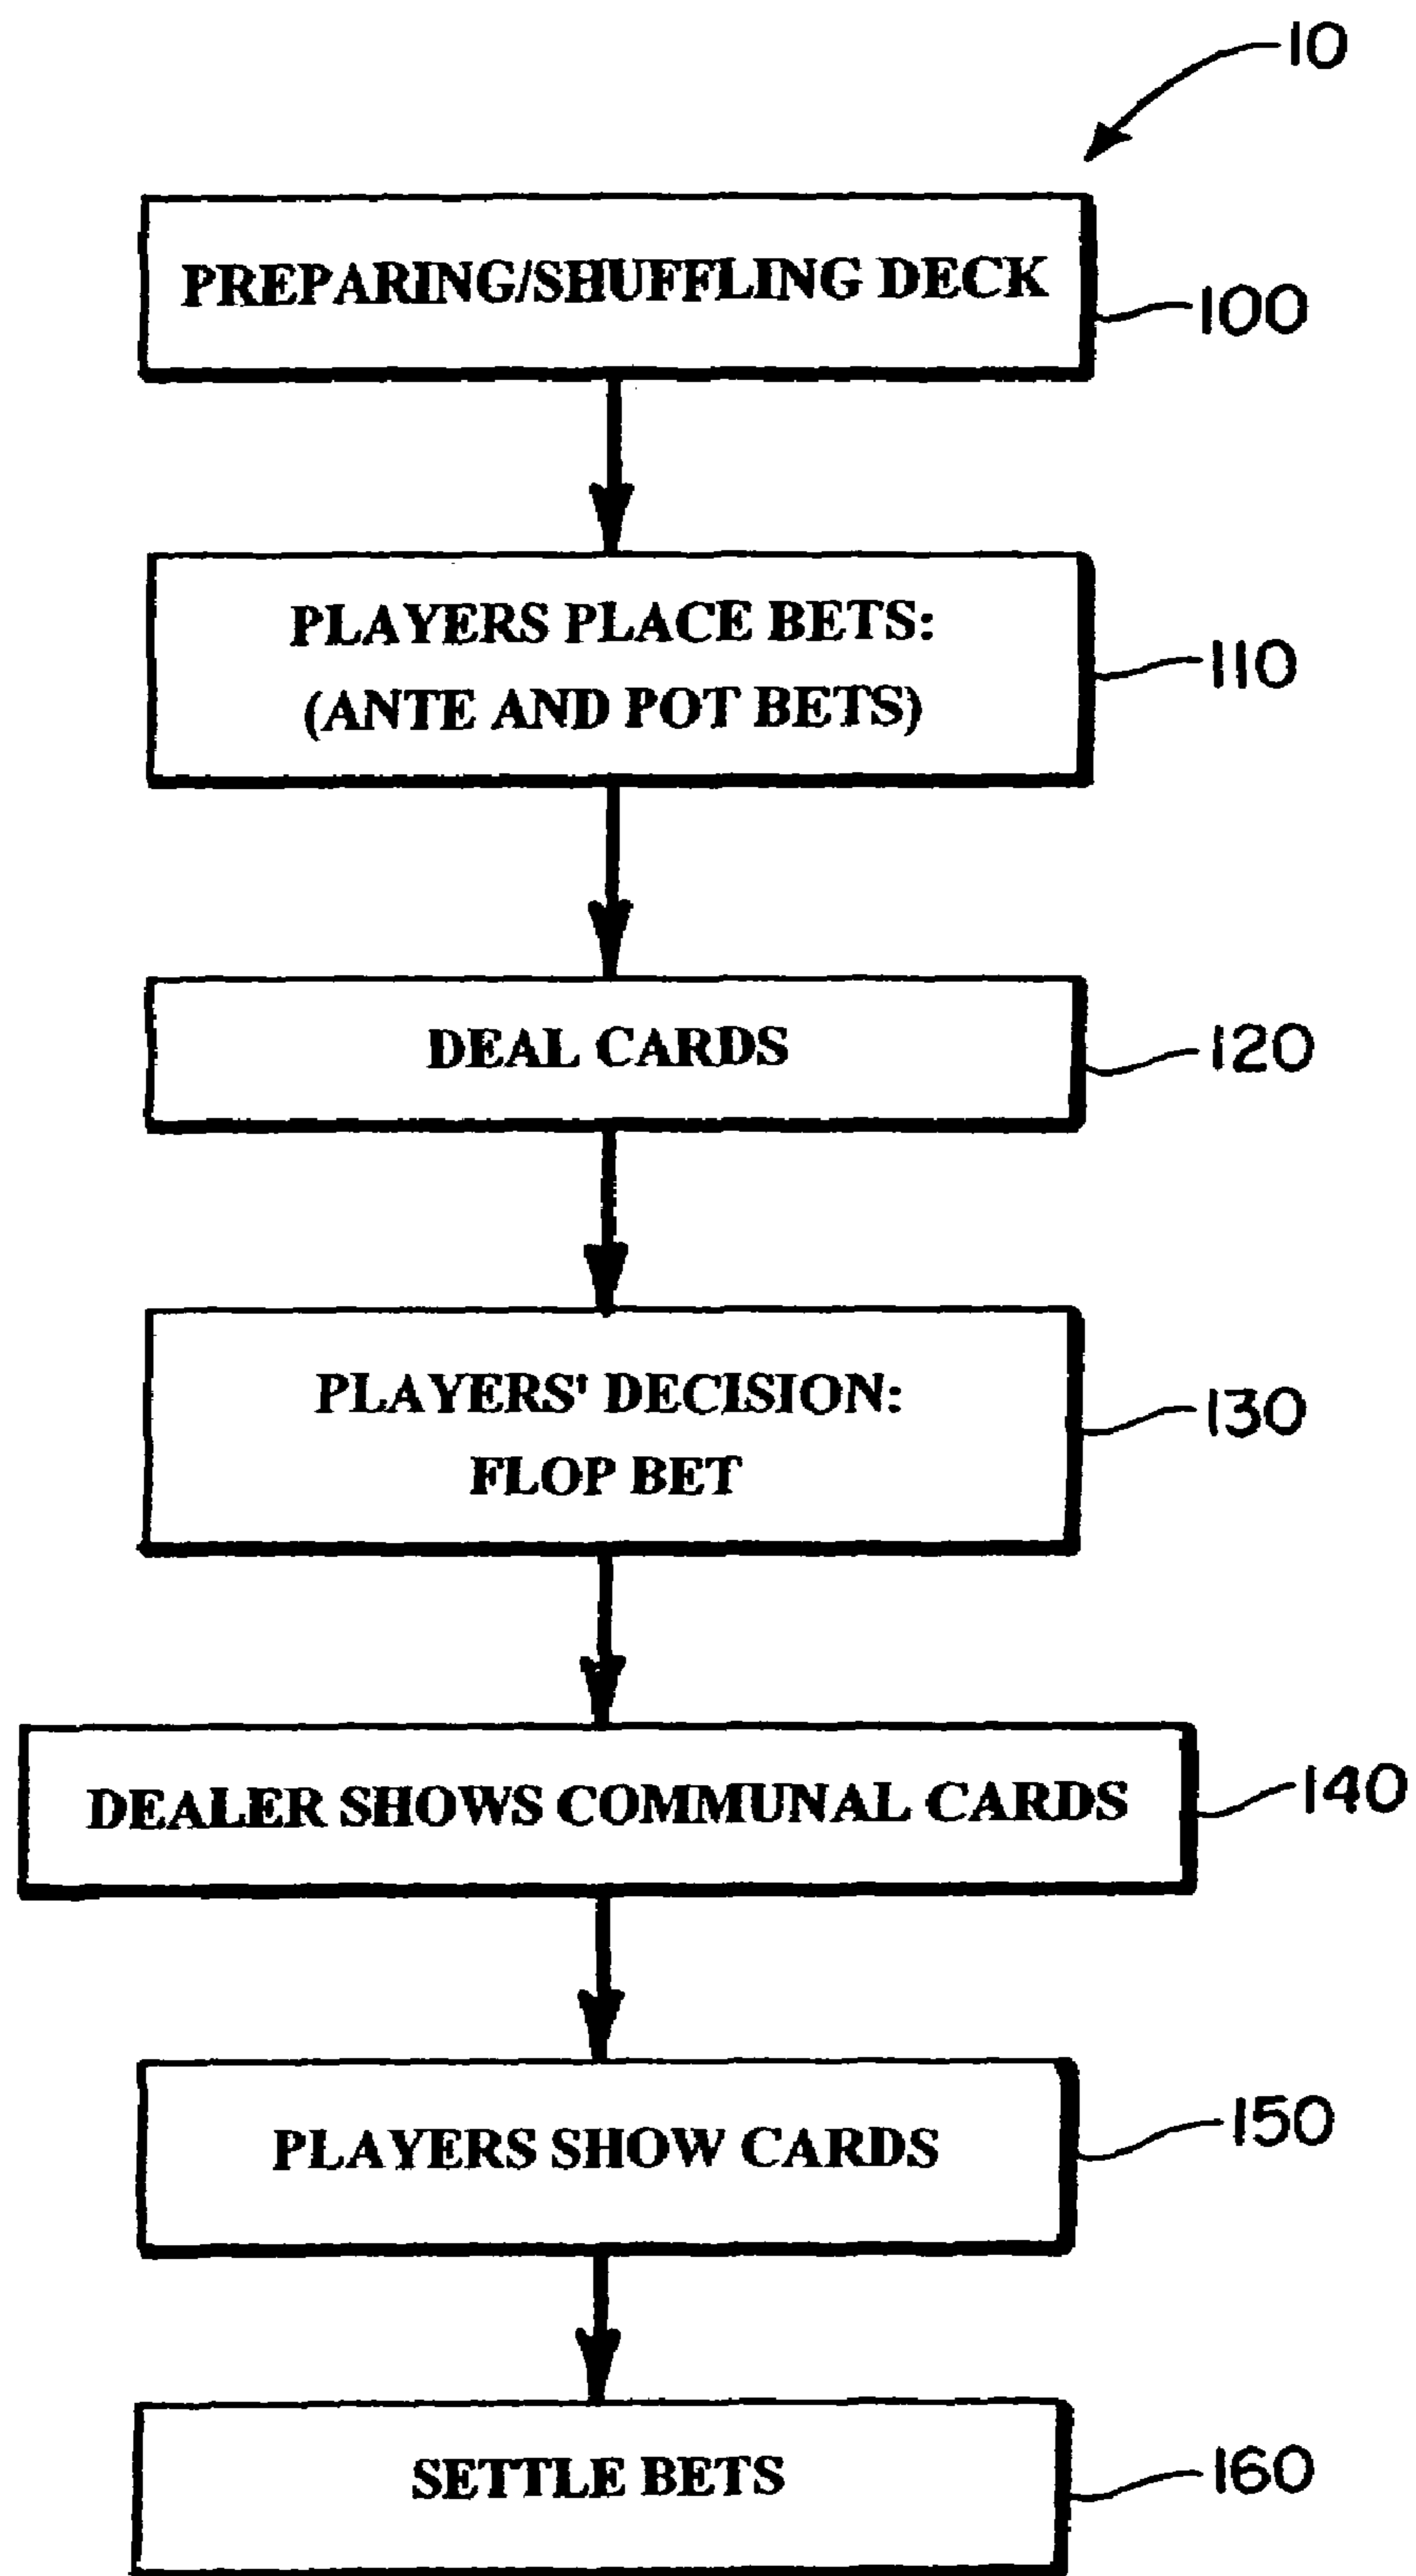 10
PREPARING/SHUFFLING DECK
100
PLAYERS PLACE BETS:
(ANTE AND POT BETS)
110
DEAL CARDS
120
PLAYERS' DECISION:
FLOP BET
130
DEALER SHOWS COMMUNAL CARDS
140
PLAYERS SHOW CARDS
150
SETTLE BETS
160